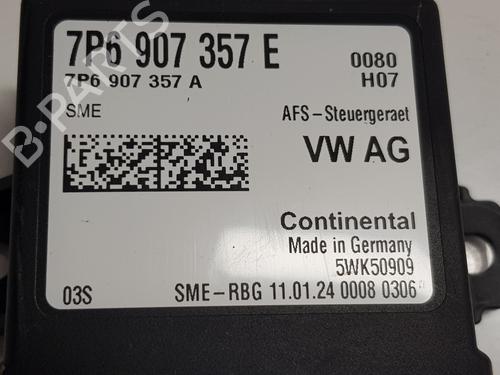 7P6 907 357 E
0080
7P6 907 357 A
H07
SME
AFS-Steuergeraet
VW AG
Continental
Made in Germany
5WK50909
03S
SME-RBG 11.01.24 0008 0306
B-PARTS